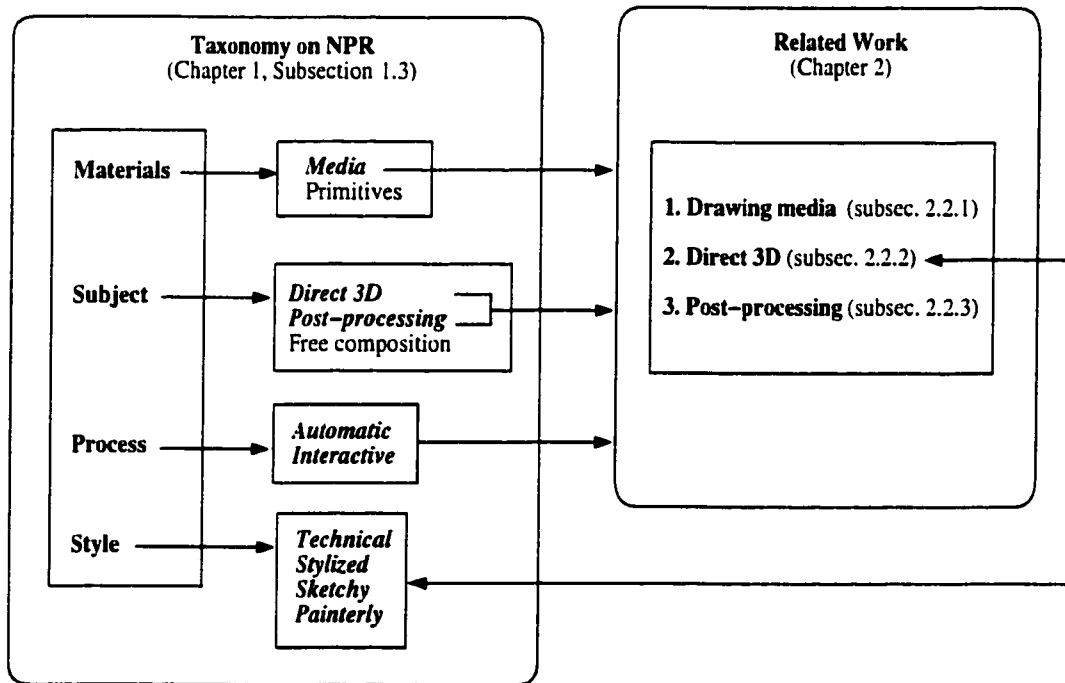 Taxonomy on NPR
(Chapter 1, Subsection 1.3)
Materials
Media
Primitives
Subject
Direct 3D
Post-processing
Free composition
Process
Automatic
Interactive
Style
Technical
Stylized
Sketchy
Painterly
Related Work
(Chapter 2)
1. Drawing media (subsec. 2.2.1)
2. Direct 3D (subsec. 2.2.2)
3. Post-processing (subsec. 2.2.3)